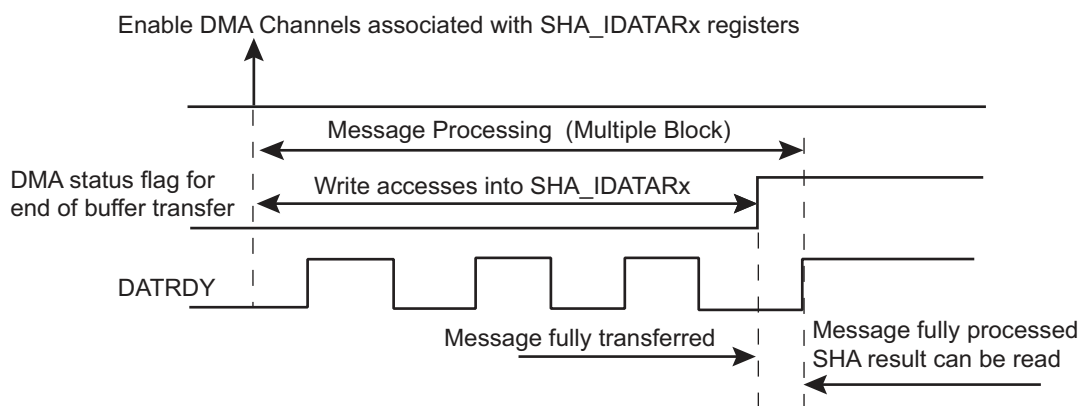 Enable DMA Channels associated with SHA_IDATARx registers
Message Processing (Multiple Block)
DMA status flag for
end of buffer transfer
Write accesses into SHA_IDATARx
DATRDY
Message fully transferred
Message fully processed
SHA result can be read